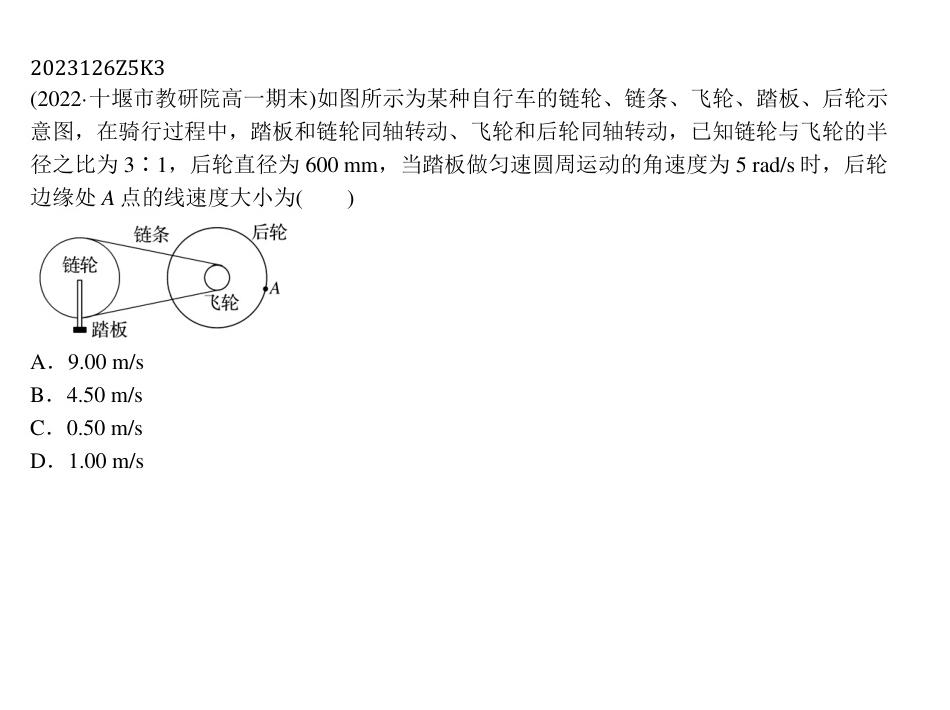 2023126Z5K3
(2022·十堰市教研院高一期末)如图所示为某种自行车的链轮、链条、飞轮、踏板、后轮示
意图，在骑行过程中，踏板和链轮同轴转动、飞轮和后轮同轴转动，已知链轮与飞轮的半
径之比为 3∶1，后轮直径为 600 mm，当踏板做匀速圆周运动的角速度为 5 rad/s 时，后轮
边缘处 A 点的线速度大小为(　　)
链条
后轮
链轮
A
飞轮
踏板
A．9.00 m/s
B．4.50 m/s
C．0.50 m/s
D．1.00 m/s